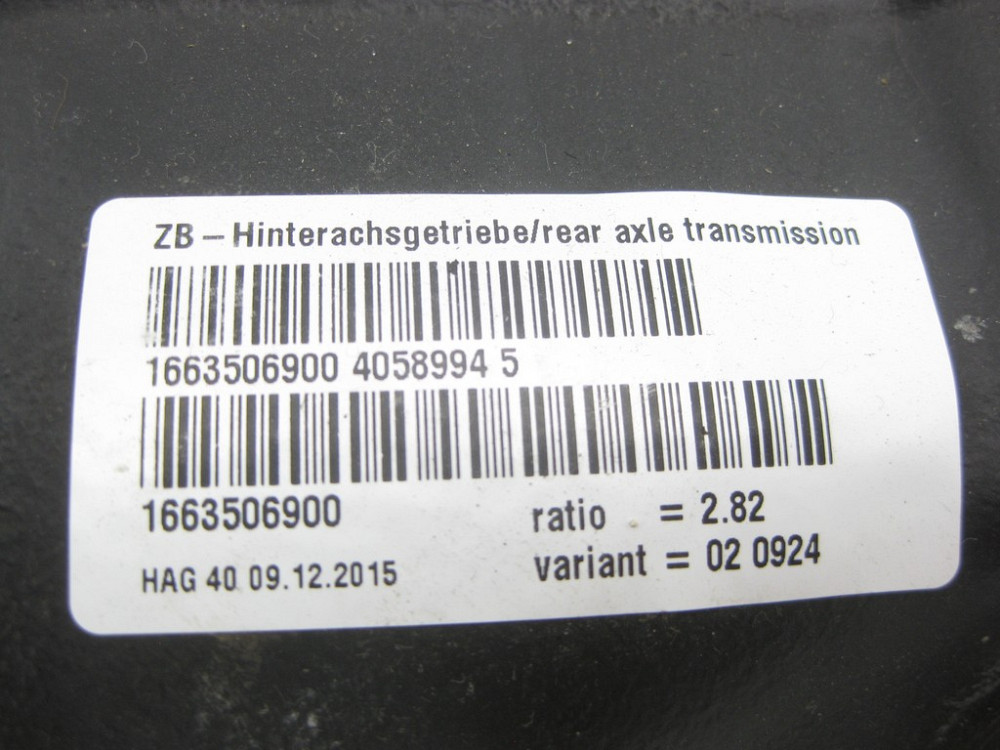 ZB – Hinterachsgetriebe/rear axle transmission
1663506900 4058994 5
1663506900
ratio = 2.82
HAG 40 09.12.2015
variant = 02 0924